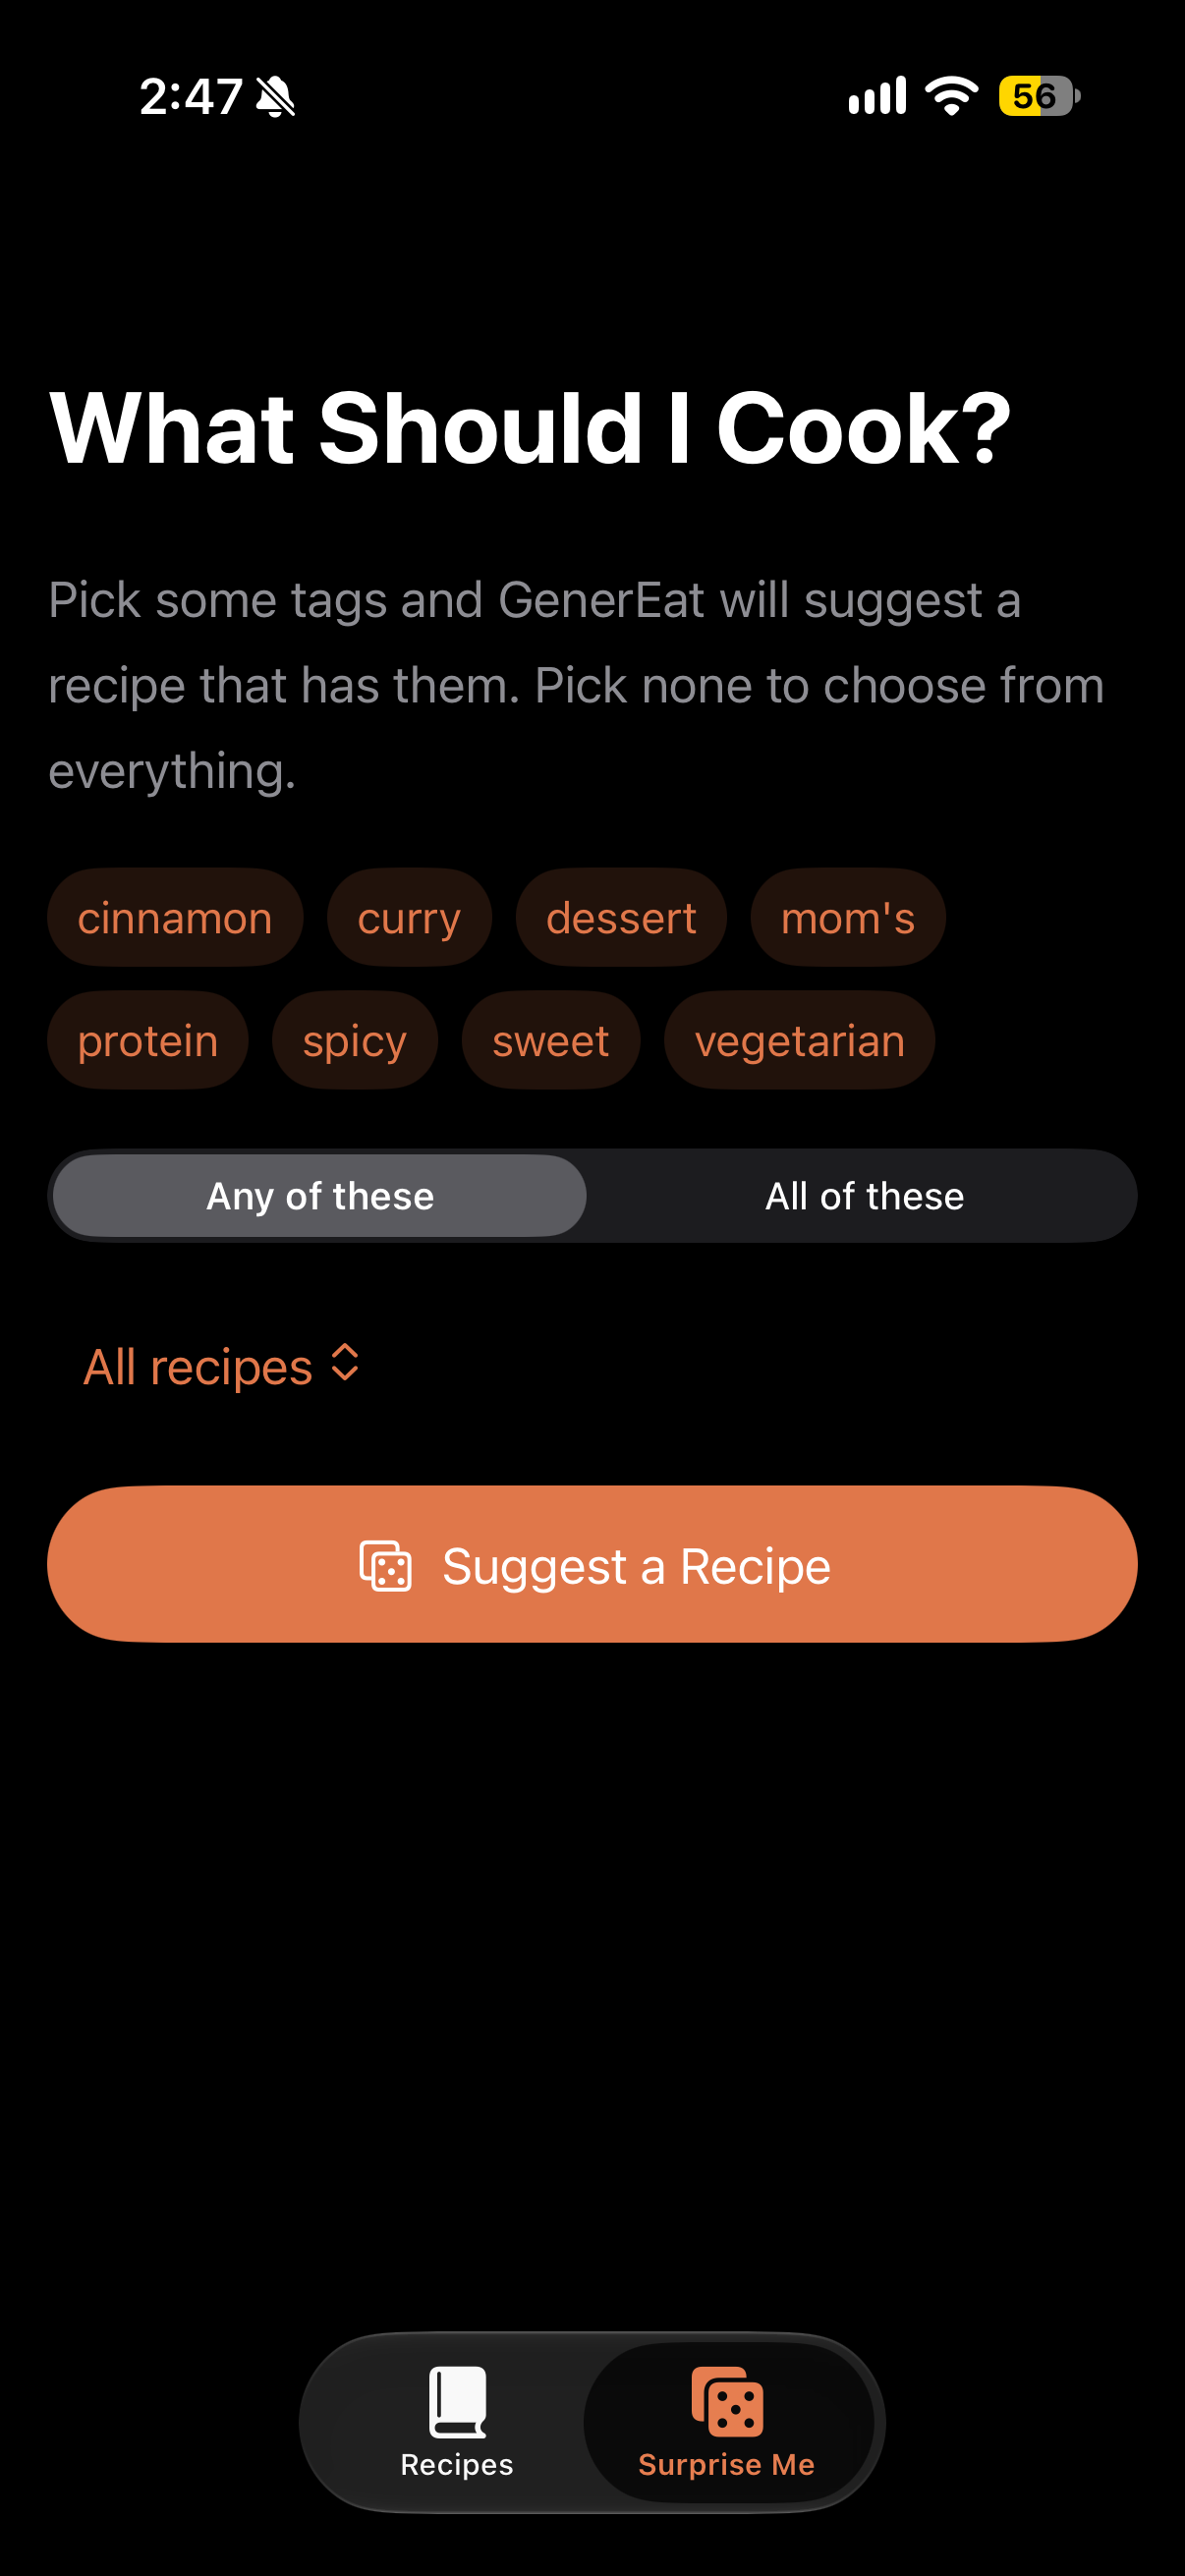 2:47
56
What Should I Cook?
Pick some tags and GenerEat will suggest a
recipe that has them. Pick none to choose from
everything.
cinnamon curry dessert mom's
protein spicy sweet vegetarian
Any of these All of these
All recipes
Suggest a Recipe
Recipes Surprise Me